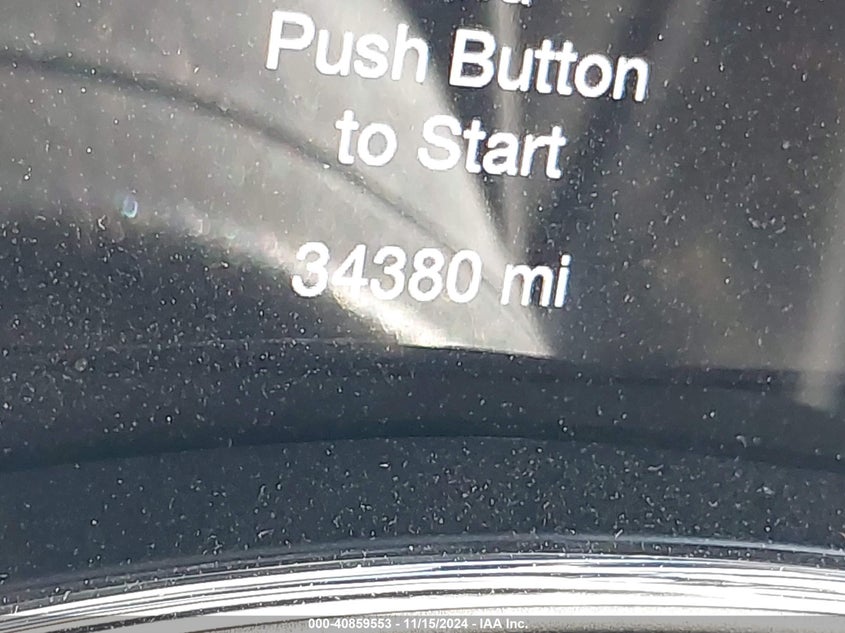 Push Button
to Start
34380 mi
000-40859553 - 11/15/2024 - IAA Inc.